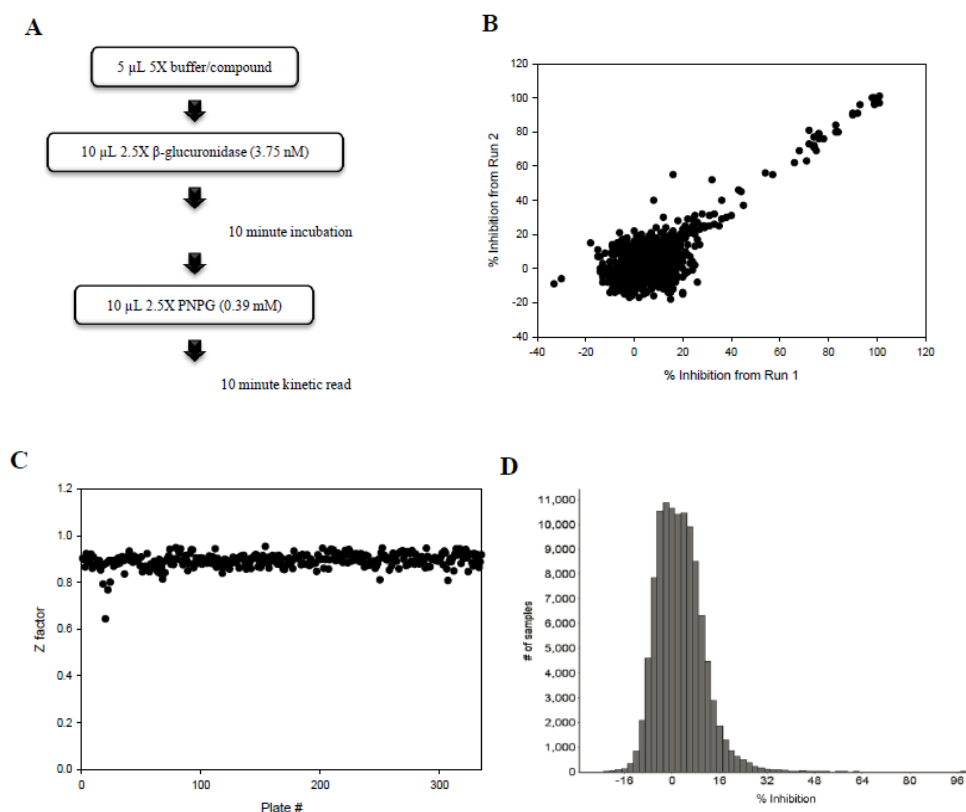 A
5 µL 5X buffer/compound
10 µL 2.5X β-glucuronidase (3.75 nM)
10 minute incubation
10 µL 2.5X PNPG (0.39 mM)
10 minute kinetic read
B
120
100
80
60
40
20
0
-20
-40
-40 -20 0 20 40 60 80 100 120
% Inhibition from Run 2
% Inhibition from Run 1
C
1.2
1.0
0.8
0.6
0.4
0.2
0.0
0 100 200 300
Z factor
Plate #
D
11,000
10,000
9,000
8,000
7,000
6,000
5,000
4,000
3,000
2,000
1,000
0
-16 0 16 32 48 64 80 96
# of samples
% Inhibition